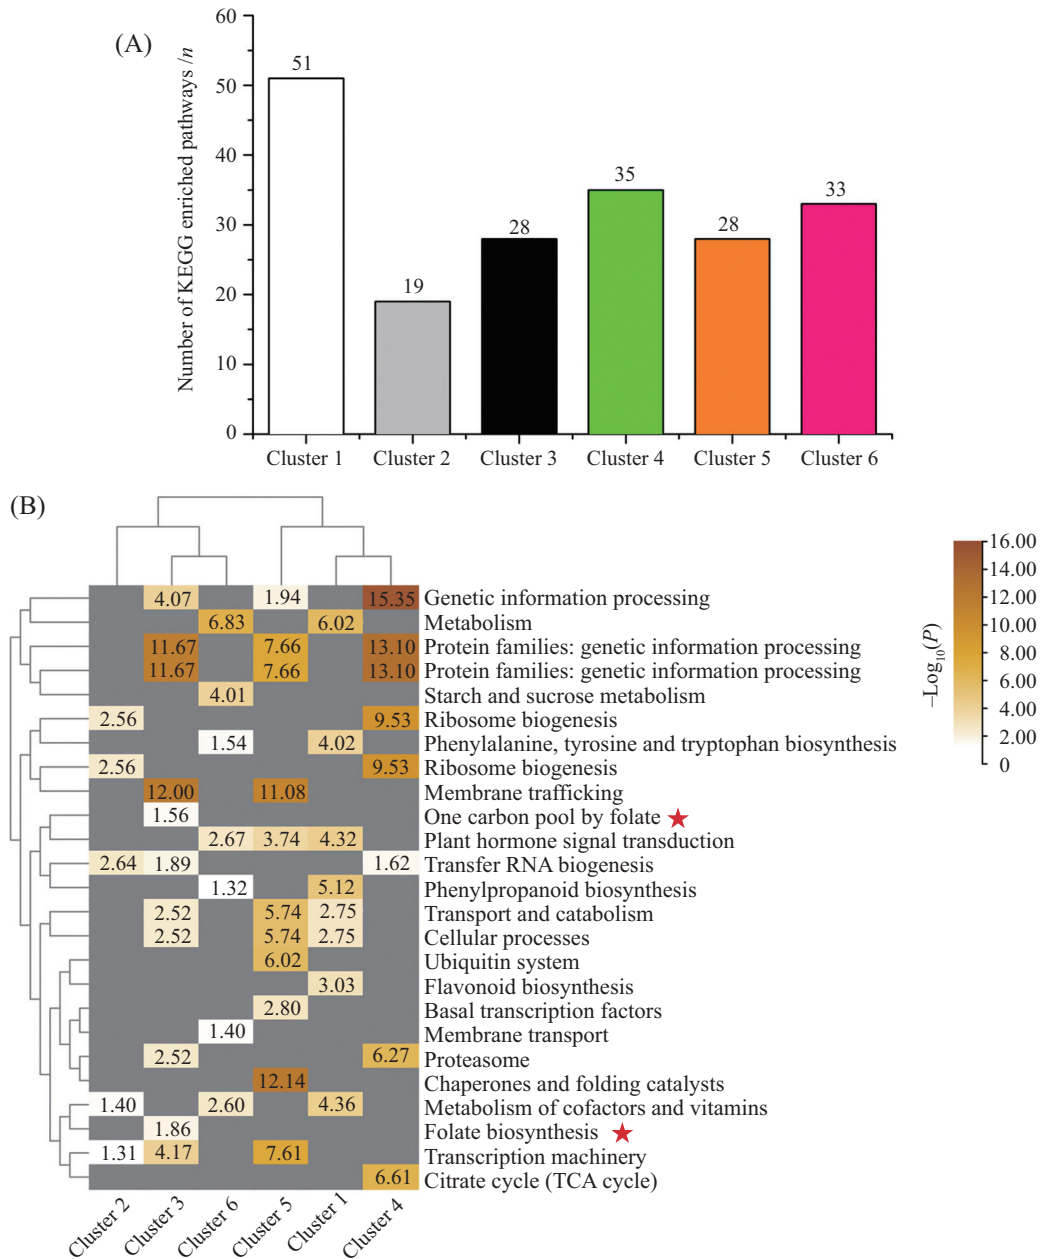 (A)
Number of KEGG enriched pathways /n
60
50
40
30
20
10
0
51
19
28
35
28
33
Cluster 1 Cluster 2 Cluster 3 Cluster 4 Cluster 5 Cluster 6
(B)
4.07 1.94 15.35 Genetic information processing
6.83 6.02 Metabolism
11.67 7.66 13.10 Protein families: genetic information processing
11.67 7.66 13.10 Protein families: genetic information processing
4.01 Starch and sucrose metabolism
2.56 9.53 Ribosome biogenesis
1.54 4.02 Phenylalanine, tyrosine and tryptophan biosynthesis
2.56 9.53 Ribosome biogenesis
12.00 11.08 Membrane trafficking
1.56 One carbon pool by folate
2.67 3.74 4.32 Plant hormone signal transduction
2.64 1.89 1.62 Transfer RNA biogenesis
1.32 5.12 Phenylpropanoid biosynthesis
2.52 5.74 2.75 Transport and catabolism
2.52 5.74 2.75 Cellular processes
6.02 Ubiquitin system
3.03 Flavonoid biosynthesis
2.80 Basal transcription factors
1.40 Membrane transport
2.52 6.27 Proteasome
12.14 Chaperones and folding catalysts
1.40 2.60 4.36 Metabolism of cofactors and vitamins
1.86 Folate biosynthesis
1.31 4.17 7.61 Transcription machinery
6.61 Citrate cycle (TCA cycle)
Cluster 2 Cluster 3 Cluster 6 Cluster 5 Cluster 1 Cluster 4
−Log10(P)
16.00
14.00
12.00
10.00
8.00
6.00
4.00
2.00
0